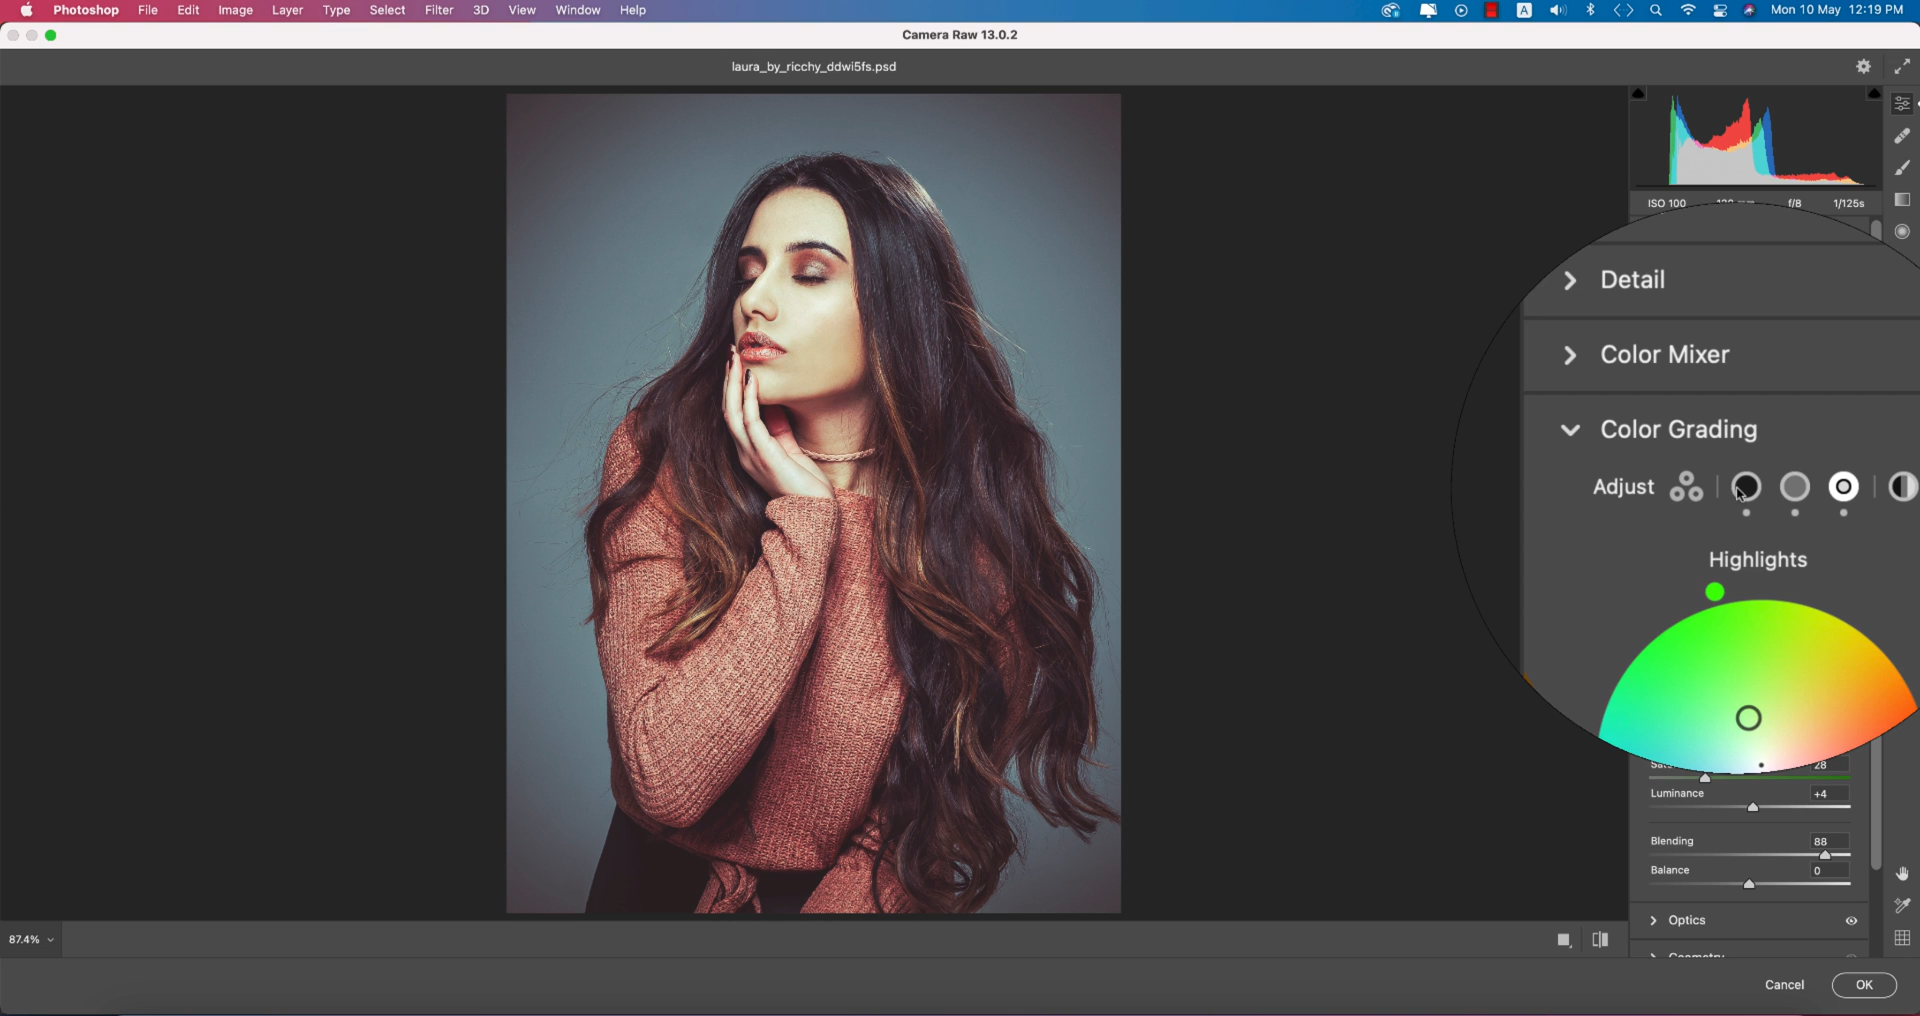 Photoshop File Edit Image Layer Type Select Filter 3D View Window Help
A
Mon 10 May 12:19 PM
Camera Raw 13.0.2
laura_by_ricchy_ddwi5fs.psd
ISO 100 f/8 1/125s
Detail
Color Mixer
Color Grading
Adjust
Highlights
28
Luminance +4
Blending 88
Balance 0
Optics
87.4%
Cancel OK